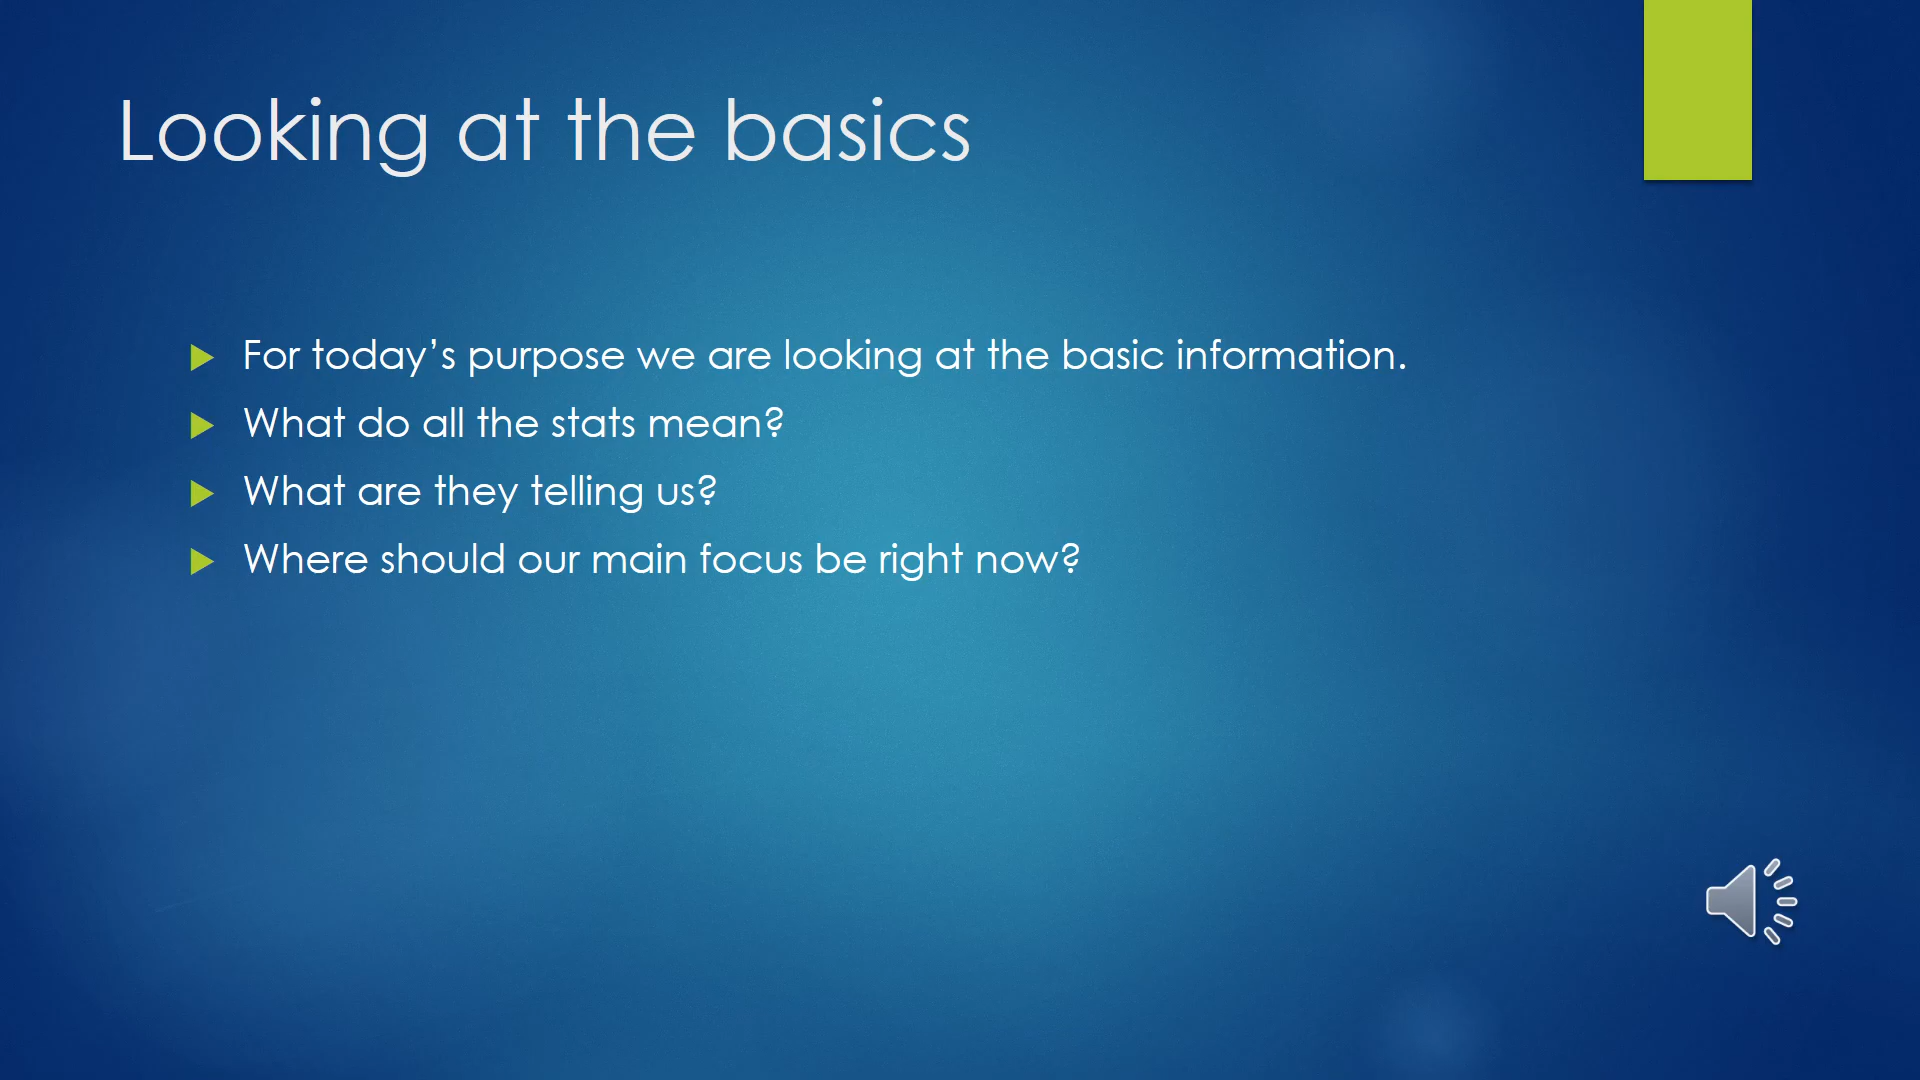 Looking at the basics
For today’s purpose we are looking at the basic information.
What do all the stats mean?
What are they telling us?
Where should our main focus be right now?